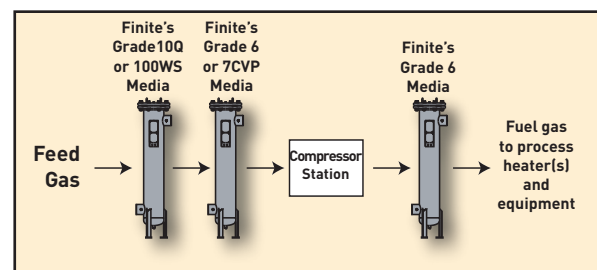 Finite's
Grade10Q
or 100WS
Media
Finite's
Grade 6
or 7CVP
Media
Finite's
Grade 6
Media
Feed
Gas
Compressor
Station
Fuel gas
to process
heater(s)
and
equipment